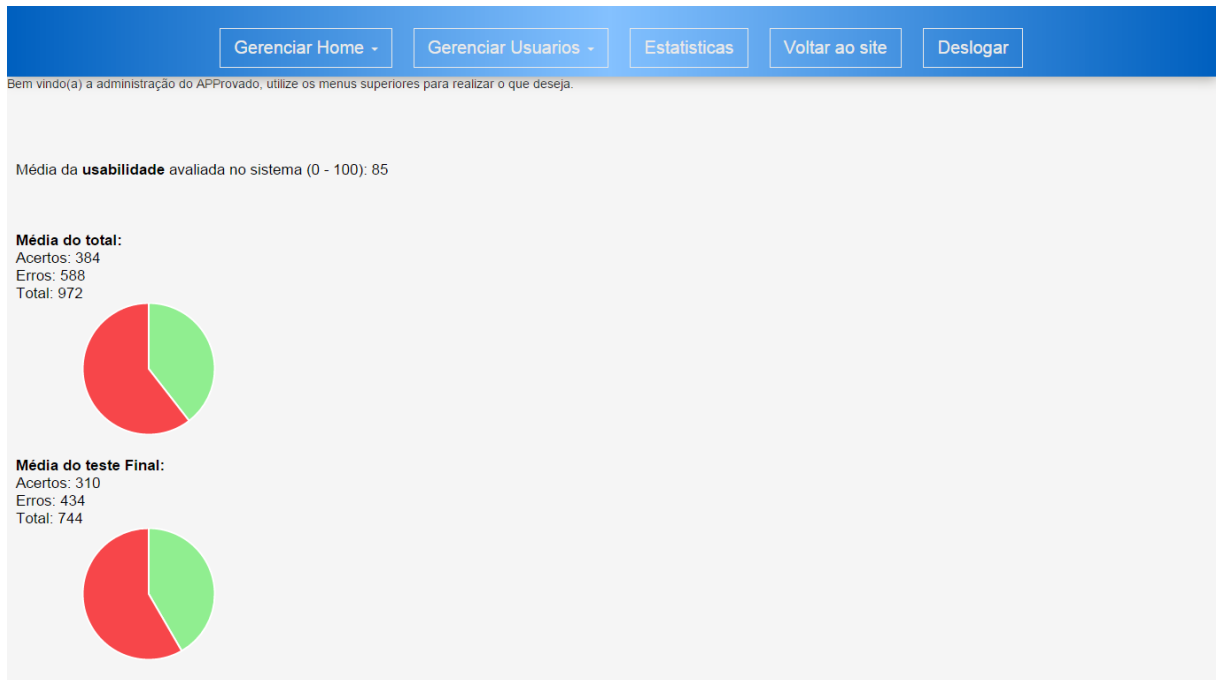 Gerenciar Home Gerenciar Usuarios Estatisticas Voltar ao site Deslogar
Bem vindo(a) a administração do APProvado, utilize os menus superiores para realizar o que deseja.
Média da usabilidade avaliada no sistema (0 - 100): 85
Média do total:
Acertos: 384
Erros: 588
Total: 972
Média do teste Final:
Acertos: 310
Erros: 434
Total: 744